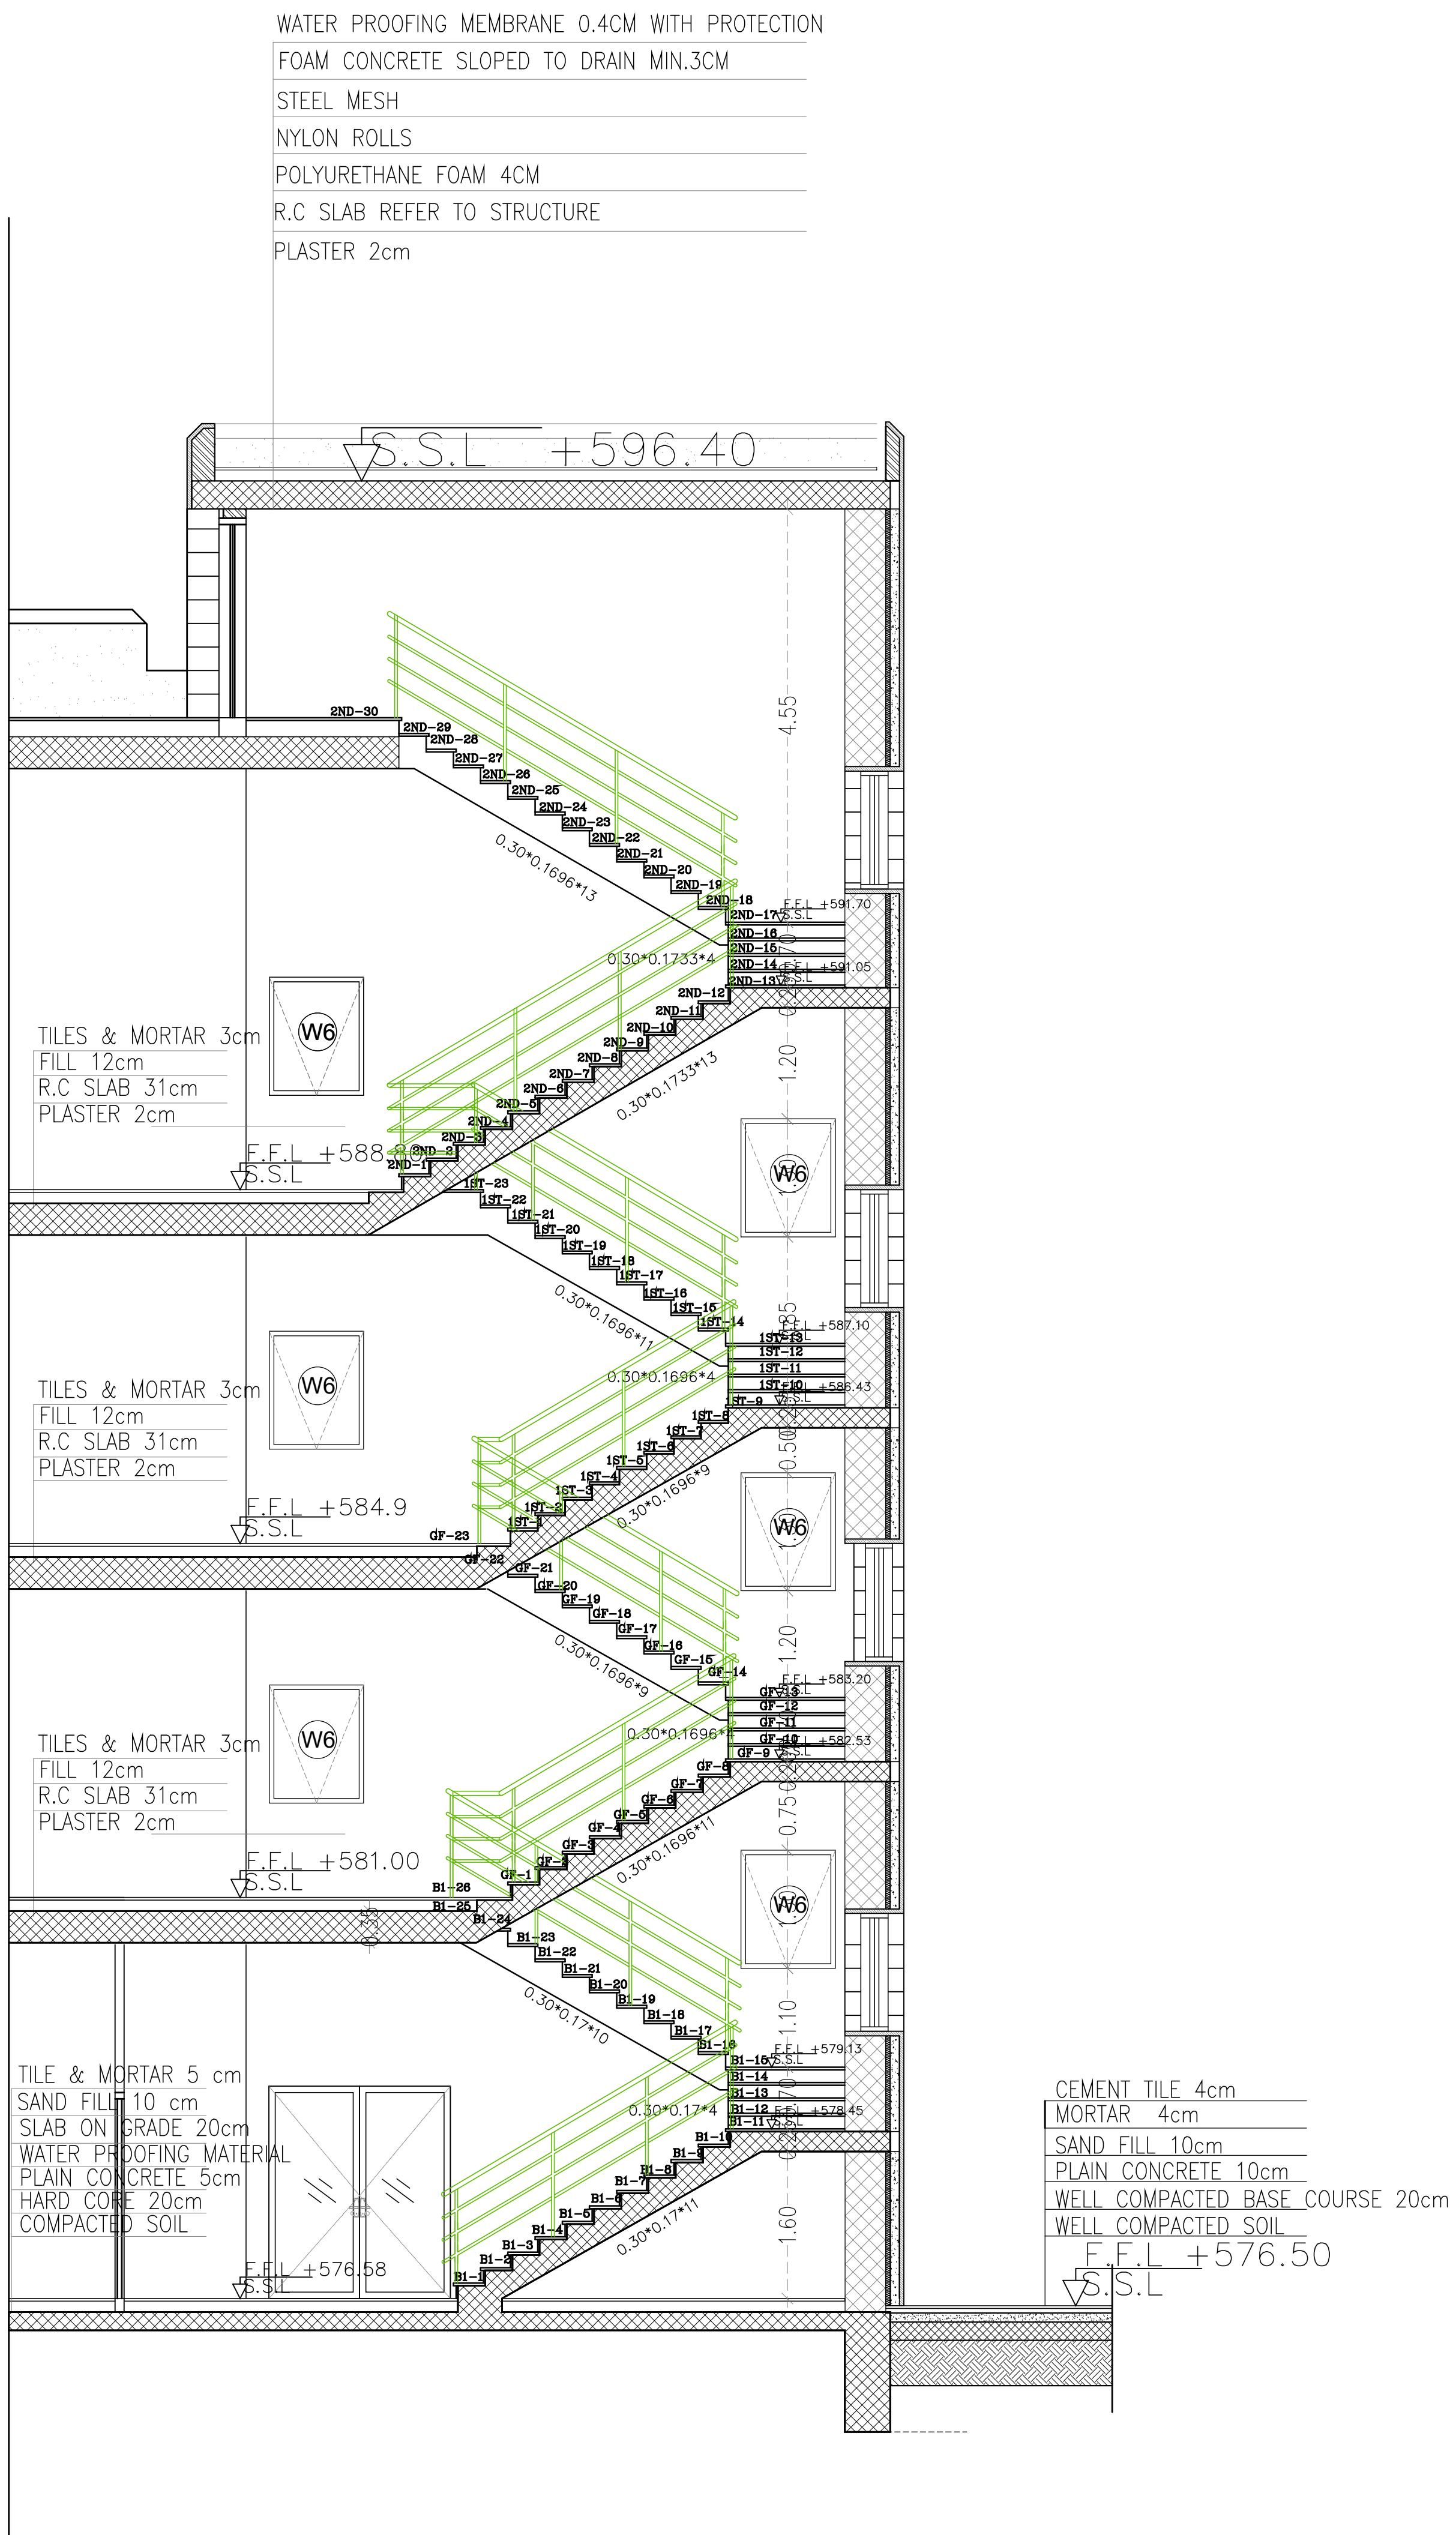 WATER PROOFING MEMBRANE 0.4CM WITH PROTECTION
FOAM CONCRETE SLOPED TO DRAIN MIN.3CM
STEEL MESH
NYLON ROLLS
POLYURETHANE FOAM 4CM
R.C SLAB REFER TO STRUCTURE
PLASTER 2cm
S.S.L +596.40
4.55
2ND-30
2ND-29
2ND-28
2ND-27
2ND-26
2ND-25
2ND-24
2ND-23
2ND-22
2ND-21
2ND-20
2ND-19
2ND-18
0.30*0.1696*13
F.F.L +591.70
2ND-17
S.S.L
2ND-16
2ND-15
0.30*0.1733*4
2ND-14
F.F.L +591.05
S.S.L
2ND-13
2ND-12
2ND-11
2ND-10
2ND-9
2ND-8
2ND-7
2ND-6
2ND-5
2ND-4
2ND-3
2ND-2
2ND-1
0.30*0.1733*13
1.20
W6
TILES & MORTAR 3cm
FILL 12cm
R.C SLAB 31cm
PLASTER 2cm
F.F.L +588.80
S.S.L
W6
1ST-23
1ST-22
1ST-21
1ST-20
1ST-19
1ST-18
1ST-17
1ST-16
1ST-15
1ST-14
0.30*0.1696*11
F.F.L +587.10
S.S.L
1ST-13
1ST-12
1ST-11
0.30*0.1696*4
1ST-10
F.F.L +586.43
S.S.L
1ST-9
1ST-8
1ST-7
1ST-6
1ST-5
1ST-4
1ST-3
1ST-2
1ST-1
0.30*0.1696*9
0.50
W6
TILES & MORTAR 3cm
FILL 12cm
R.C SLAB 31cm
PLASTER 2cm
F.F.L +584.9
S.S.L
W6
GF-23
GF-22
GF-21
GF-20
GF-19
GF-18
GF-17
GF-16
GF-15
GF-14
0.30*0.1696*9
1.20
F.F.L +583.20
S.S.L
GF-13
GF-12
GF-11
0.30*0.1696*4
GF-10
F.F.L +582.53
S.S.L
GF-9
GF-8
GF-7
GF-6
GF-5
GF-4
GF-3
GF-2
GF-1
0.30*0.1696*11
0.75
W6
TILES & MORTAR 3cm
FILL 12cm
R.C SLAB 31cm
PLASTER 2cm
F.F.L +581.00
S.S.L
0.35
W6
B1-26
B1-25
B1-24
B1-23
B1-22
B1-21
B1-20
B1-19
B1-18
B1-17
B1-16
0.30*0.17*10
1.10
F.F.L +579.13
S.S.L
B1-15
B1-14
B1-13
0.30*0.17*4
B1-12
F.F.L +578.45
S.S.L
B1-11
B1-10
B1-9
B1-8
B1-7
B1-6
B1-5
B1-4
B1-3
B1-2
B1-1
0.30*0.17*11
1.60
TILE & MORTAR 5 cm
SAND FILL 10 cm
SLAB ON GRADE 20cm
WATER PROOFING MATERIAL
PLAIN CONCRETE 5cm
HARD CORE 20cm
COMPACTED SOIL
F.F.L +576.58
S.S.L
CEMENT TILE 4cm
MORTAR 4cm
SAND FILL 10cm
PLAIN CONCRETE 10cm
WELL COMPACTED BASE COURSE 20cm
WELL COMPACTED SOIL
F.F.L +576.50
S.S.L